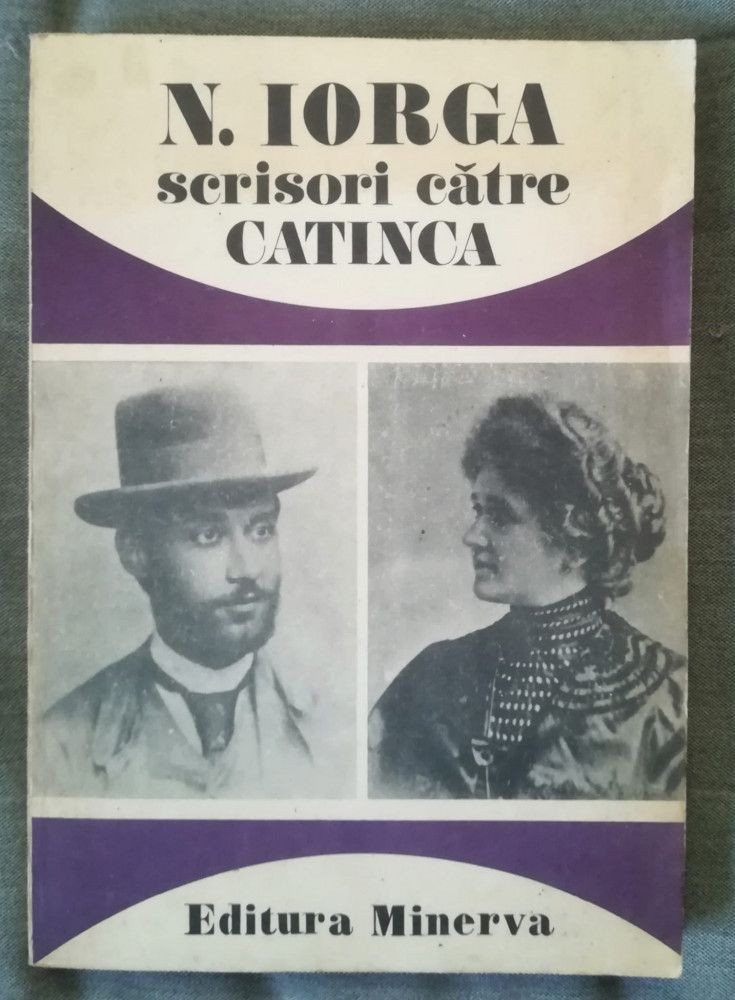 N. IORGA
scrisori către
CATINCA
Editura Minerva